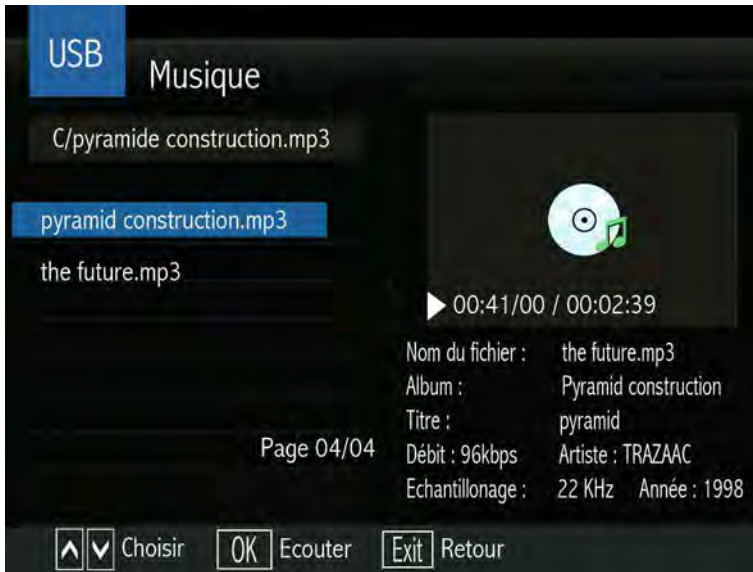 USB
Musique
C/pyramide construction.mp3
pyramid construction.mp3
the future.mp3
Page 04/04
00:41/00 / 00:02:39
Nom du fichier : the future.mp3
Album : Pyramid construction
Titre : pyramid
Débit : 96kbps Artiste : TRAZAAC
Echantillonage : 22 KHz Année : 1998
Choisir OK Ecouter Exit Retour